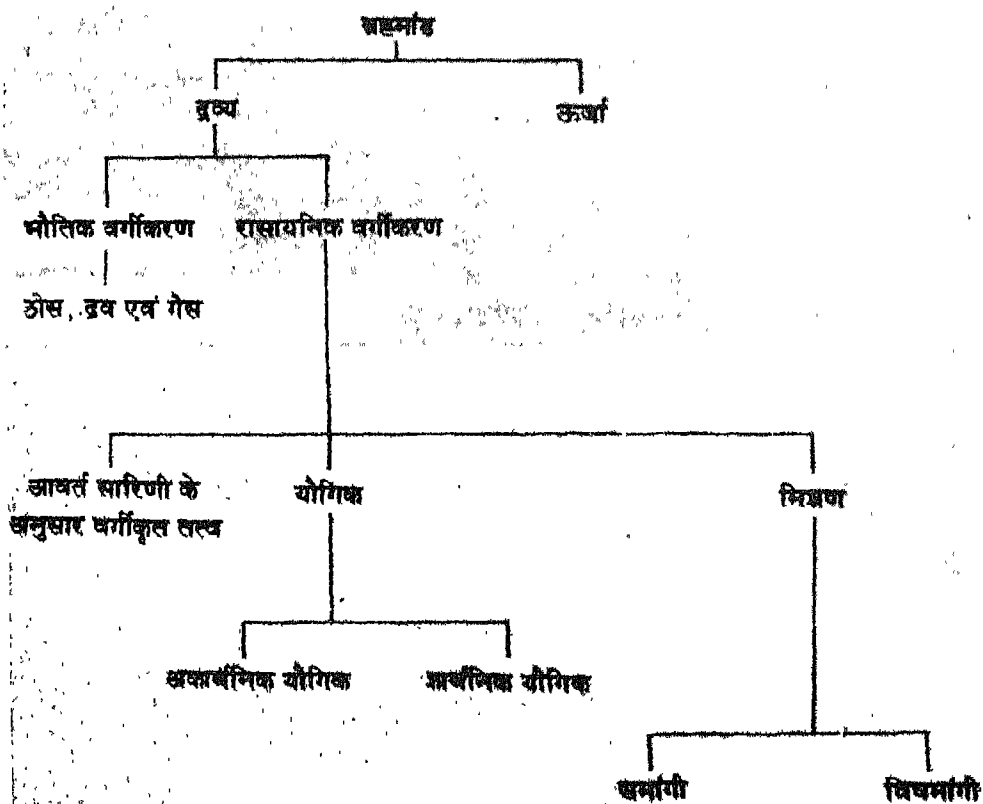 ब्रह्मांड
द्रव्य
ऊर्जा
भौतिक वर्गीकरण
रासायनिक वर्गीकरण
ठोस, द्रव एवं गैस
आवर्त सारिणी के
अनुसार वर्गीकृत तत्व
यौगिक
मिश्रण
अकार्बनिक यौगिक
कार्बनिक यौगिक
समांगी
विषमांगी